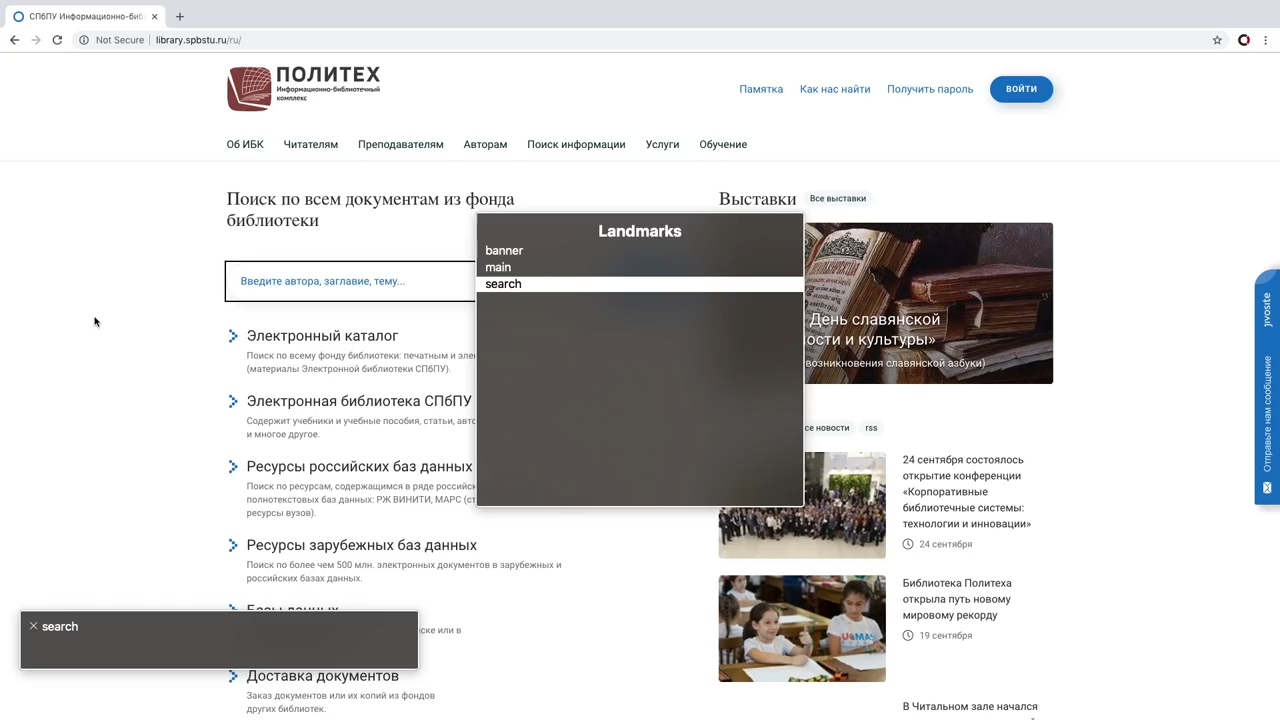 СПбПУ Информационно-биб
Not Secure | library.spbstu.ru/ru/
ПОЛИТЕХ
Информационно-библиотечный
комплекс
Памятка
Как нас найти
Получить пароль
ВОЙТИ
Об ИБК
Читателям
Преподавателям
Авторам
Поиск информации
Услуги
Обучение
Поиск по всем документам из фонда
библиотеки
Введите автора, заглавие, тему...
Электронный каталог
Поиск по всему фонду библиотеки: печатным и
(материалы Электронной библиотеки СПбПУ).
Электронная библиотека СПбПУ
Содержит учебники и учебные пособия, статьи,
и многое другое.
Ресурсы российских баз данных
Поиск по ресурсам, содержащимся в ряде
полнотекстовых баз данных: РЖ ВИНИТИ, МАРС
ресурсы вузов).
Ресурсы зарубежных баз данных
Поиск по более чем 500 млн. электронных документов в зарубежных и
российских базах данных.
Базы данных
или в
Доставка документов
Заказ документов или их копий из фондов
других библиотек.
Landmarks
banner
main
search
search
Выставки
Все выставки
День славянской
ости и культуры»
возникновения славянской азбуки)
се новости
rss
24 сентября состоялось
открытие конференции
«Корпоративные
библиотечные системы:
технологии и инновации»
24 сентября
Библиотека Политеха
открыла путь новому
мировому рекорду
19 сентября
В Читальном зале начался
jivosite
Отправьте нам сообщение